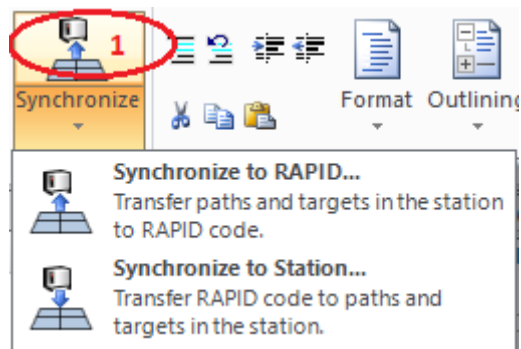 1
Synchronize
Format
Outlining
Synchronize to RAPID...
Transfer paths and targets in the station
to RAPID code.
Synchronize to Station...
Transfer RAPID code to paths and
targets in the station.